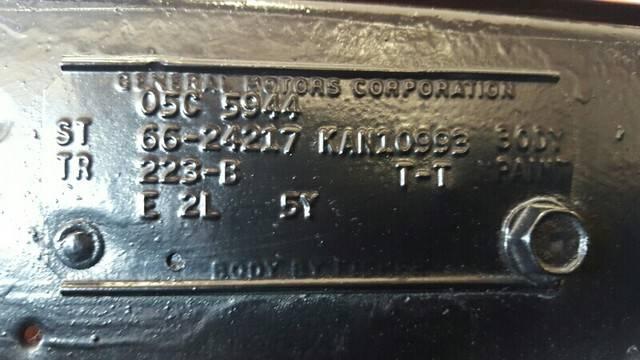 GENERAL MOTORS CORPORATION
05C 5944
ST 66-24217 KAN10993 BODY
TR 223-B T-T PAINT
E 2L 5Y
BODY BY